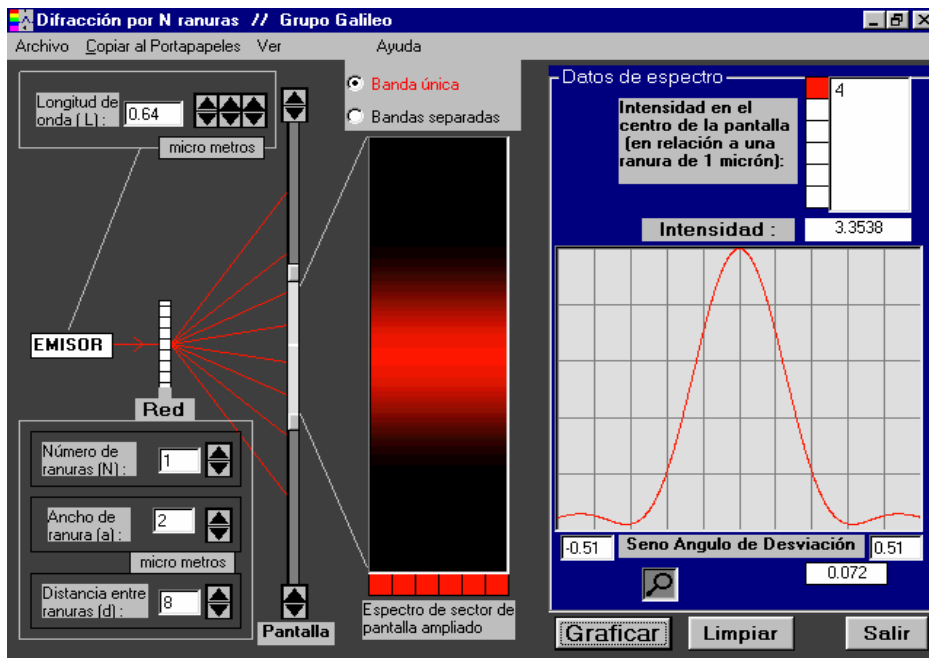 Difracción por N ranuras // Grupo Galileo
Archivo Copiar al Portapapeles Ver Ayuda
Longitud de
onda ( L) :
0.64
micro metros
Banda única
Bandas separadas
EMISOR
Red
Número de
ranuras (N) :
1
Ancho de
ranura (a) :
2
micro metros
Distancia entre
ranuras (d) :
8
Pantalla
Espectro de sector de
pantalla ampliado
Datos de espectro
Intensidad en el
centro de la pantalla
(en relación a una
ranura de 1 micrón):
4
Intensidad :
3.3538
-0.51
Seno Angulo de Desviación
0.51
0.072
Graficar
Limpiar
Salir